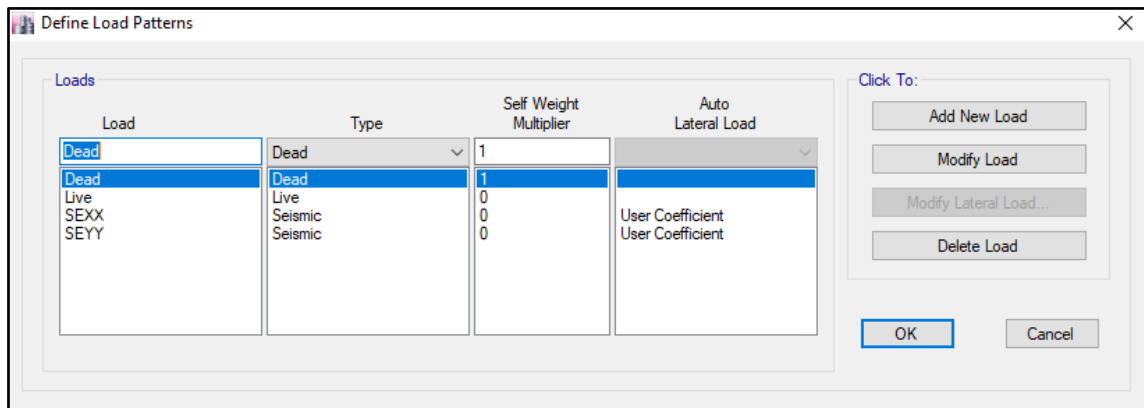 Define Load Patterns
Loads
Click To:
Load Type Self Weight Multiplier Auto Lateral Load
Dead Dead 1
Dead Dead 1
Live Live 0
SEXX Seismic 0 User Coefficient
SEYY Seismic 0 User Coefficient
Add New Load
Modify Load
Modify Lateral Load...
Delete Load
OK Cancel